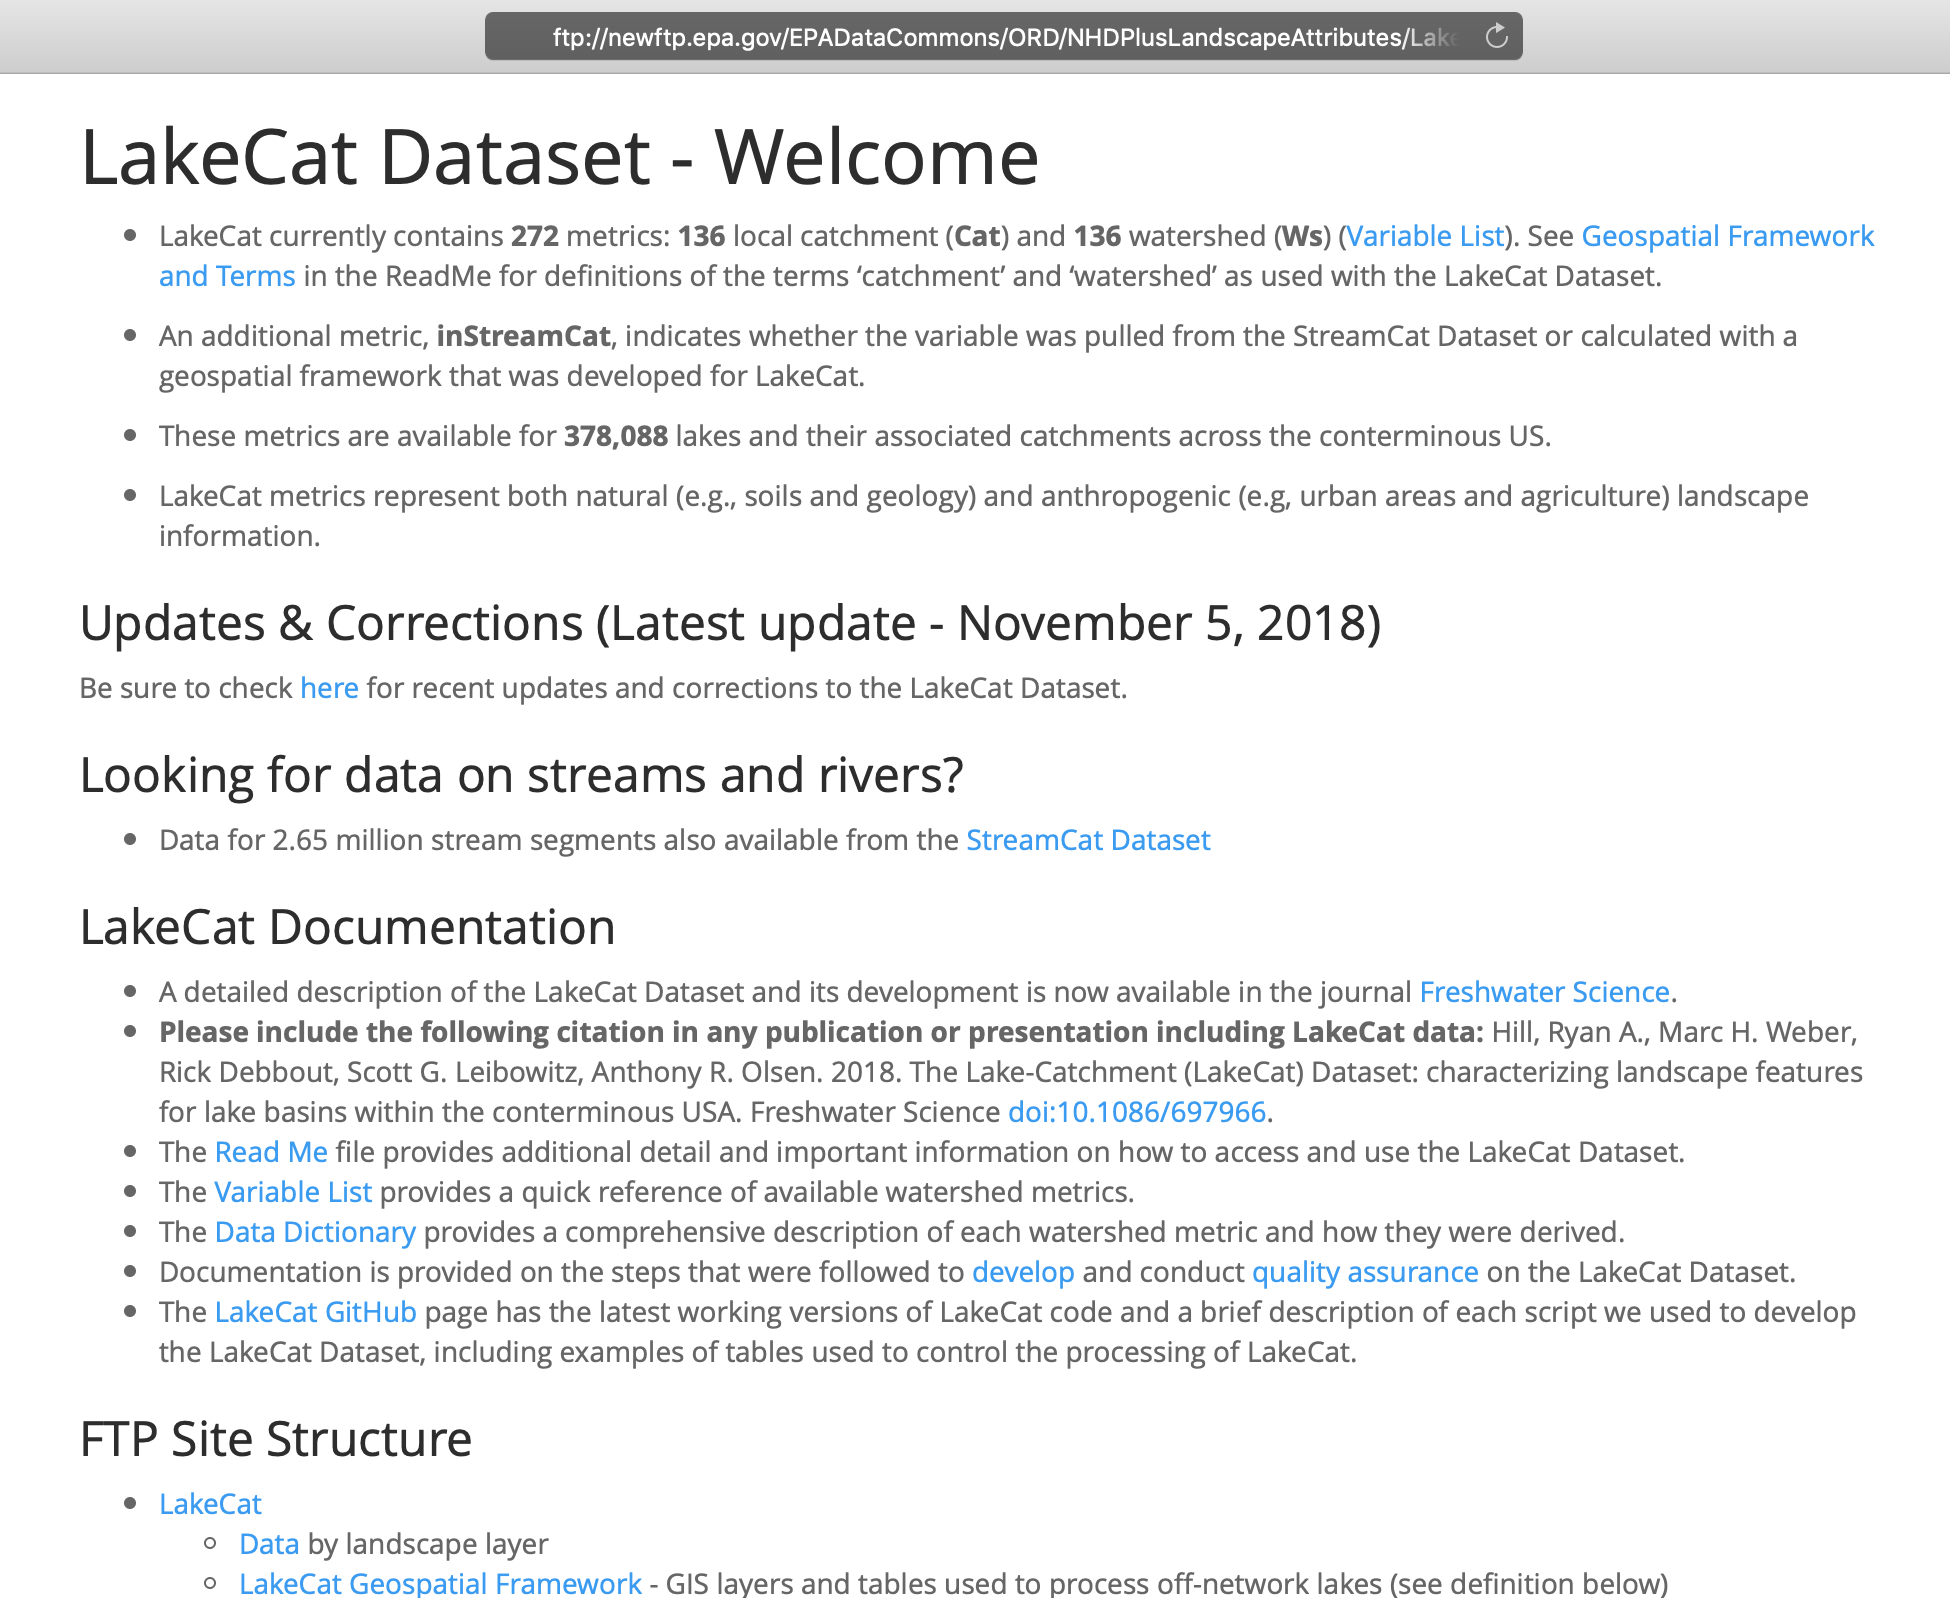 ftp://newftp.epa.gov/EPADataCommons/ORD/NHDPlusLandscapeAttributes/Lake
LakeCat Dataset - Welcome
• LakeCat currently contains 272 metrics: 136 local catchment (Cat) and 136 watershed (Ws) (Variable List). See Geospatial Framework
and Terms in the ReadMe for definitions of the terms ‘catchment’ and ‘watershed’ as used with the LakeCat Dataset.
• An additional metric, inStreamCat, indicates whether the variable was pulled from the StreamCat Dataset or calculated with a
geospatial framework that was developed for LakeCat.
• These metrics are available for 378,088 lakes and their associated catchments across the conterminous US.
• LakeCat metrics represent both natural (e.g., soils and geology) and anthropogenic (e.g, urban areas and agriculture) landscape
information.
Updates & Corrections (Latest update - November 5, 2018)
Be sure to check here for recent updates and corrections to the LakeCat Dataset.
Looking for data on streams and rivers?
• Data for 2.65 million stream segments also available from the StreamCat Dataset
LakeCat Documentation
• A detailed description of the LakeCat Dataset and its development is now available in the journal Freshwater Science.
• Please include the following citation in any publication or presentation including LakeCat data: Hill, Ryan A., Marc H. Weber,
Rick Debbout, Scott G. Leibowitz, Anthony R. Olsen. 2018. The Lake-Catchment (LakeCat) Dataset: characterizing landscape features
for lake basins within the conterminous USA. Freshwater Science doi:10.1086/697966.
• The Read Me file provides additional detail and important information on how to access and use the LakeCat Dataset.
• The Variable List provides a quick reference of available watershed metrics.
• The Data Dictionary provides a comprehensive description of each watershed metric and how they were derived.
• Documentation is provided on the steps that were followed to develop and conduct quality assurance on the LakeCat Dataset.
• The LakeCat GitHub page has the latest working versions of LakeCat code and a brief description of each script we used to develop
the LakeCat Dataset, including examples of tables used to control the processing of LakeCat.
FTP Site Structure
• LakeCat
◦ Data by landscape layer
◦ LakeCat Geospatial Framework - GIS layers and tables used to process off-network lakes (see definition below)